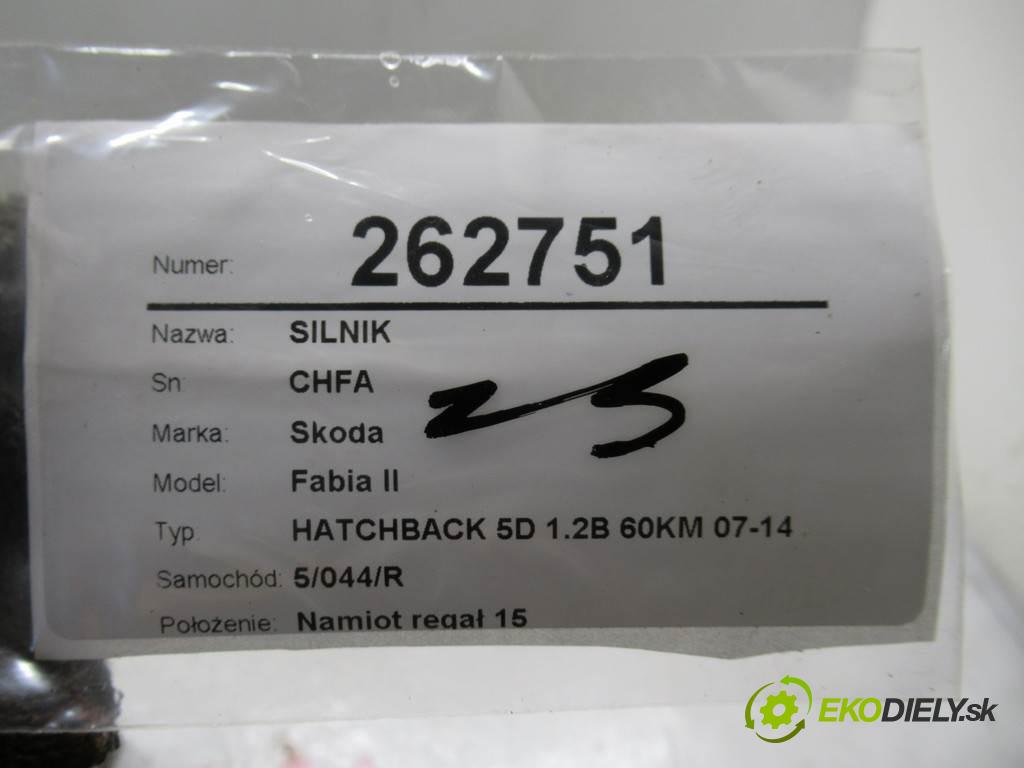 Numer: 262751
Nazwa: SILNIK
Sn CHFA
Marka: Skoda
Model: Fabia II
Typ: HATCHBACK 5D 1.2B 60KM 07-14
Samochód: 5/044/R
Położenie: Namiot regał 15
EKODIELY.sk